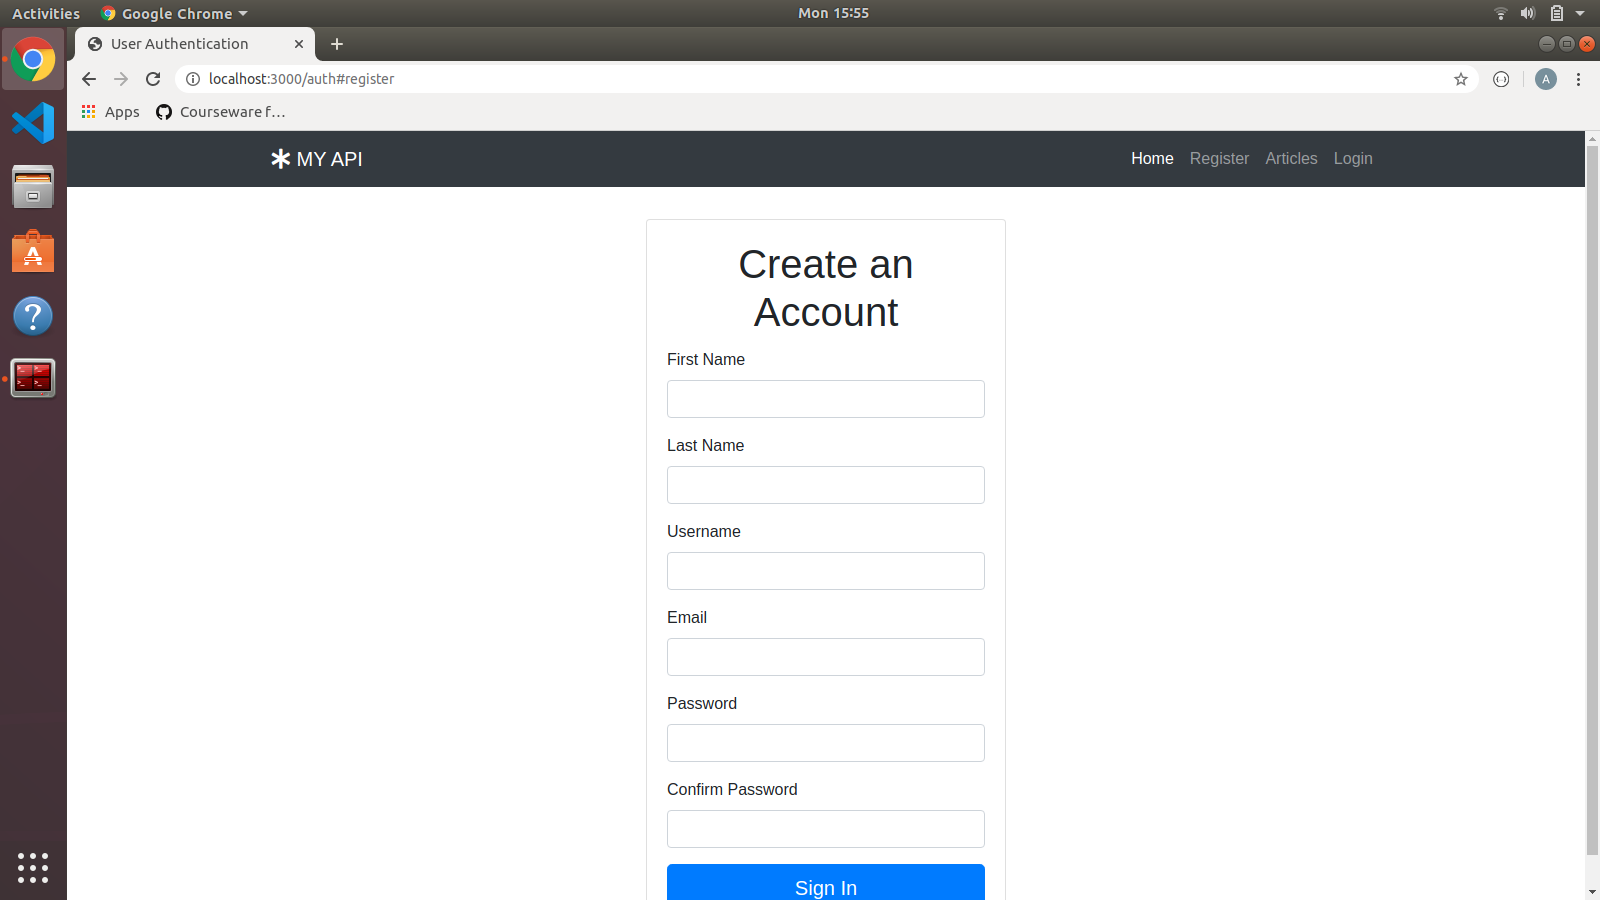 Activities
Google Chrome
Mon 15:55
User Authentication
localhost:3000/auth#register
A
Apps
Courseware f...
MY API
Home
Register
Articles
Login
Create an
Account
First Name
Last Name
Username
Email
Password
Confirm Password
Sign In